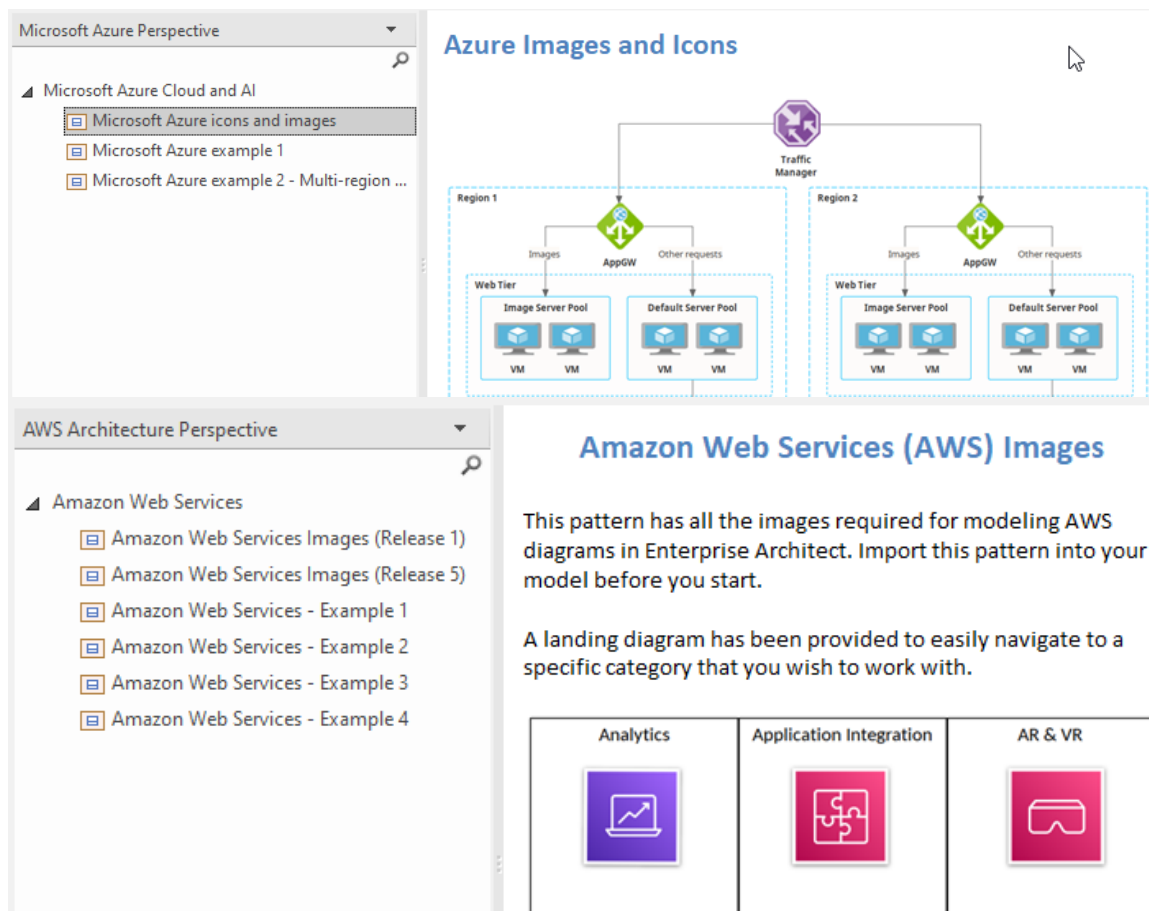 Microsoft Azure Perspective
Microsoft Azure Cloud and AI
Microsoft Azure icons and images
Microsoft Azure example 1
Microsoft Azure example 2 - Multi-region ...
Azure Images and Icons
Traffic
Manager
Region 1
Images
AppGW
Other requests
Web Tier
Image Server Pool
Default Server Pool
VM VM VM VM
Region 2
Images
AppGW
Other requests
Web Tier
Image Server Pool
Default Server Pool
VM VM VM VM
AWS Architecture Perspective
Amazon Web Services
Amazon Web Services Images (Release 1)
Amazon Web Services Images (Release 5)
Amazon Web Services - Example 1
Amazon Web Services - Example 2
Amazon Web Services - Example 3
Amazon Web Services - Example 4
Amazon Web Services (AWS) Images
This pattern has all the images required for modeling AWS
diagrams in Enterprise Architect. Import this pattern into your
model before you start.
A landing diagram has been provided to easily navigate to a
specific category that you wish to work with.
Analytics
Application Integration
AR & VR